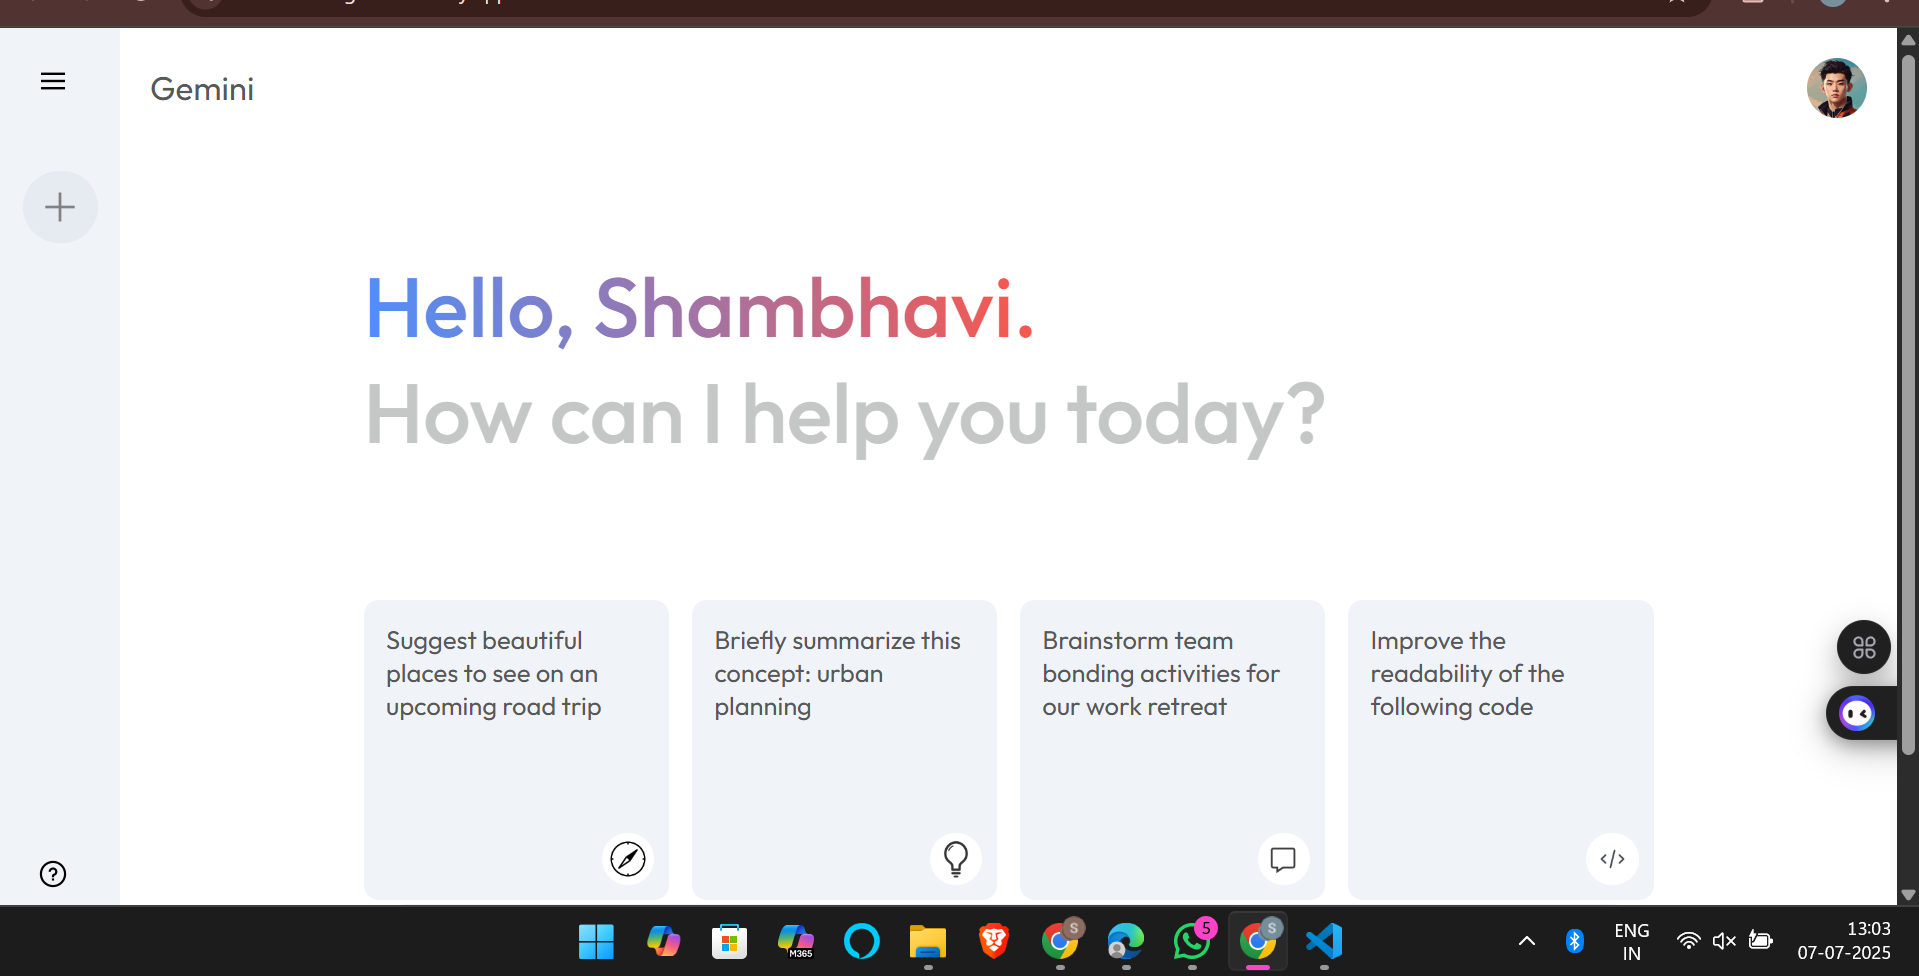 Gemini
Hello, Shambhavi.
How can I help you today?
Suggest beautiful
places to see on an
upcoming road trip
Briefly summarize this
concept: urban
planning
Brainstorm team
bonding activities for
our work retreat
Improve the
readability of the
following code
M365
S
5
S
ENG
IN
13:03
07-07-2025